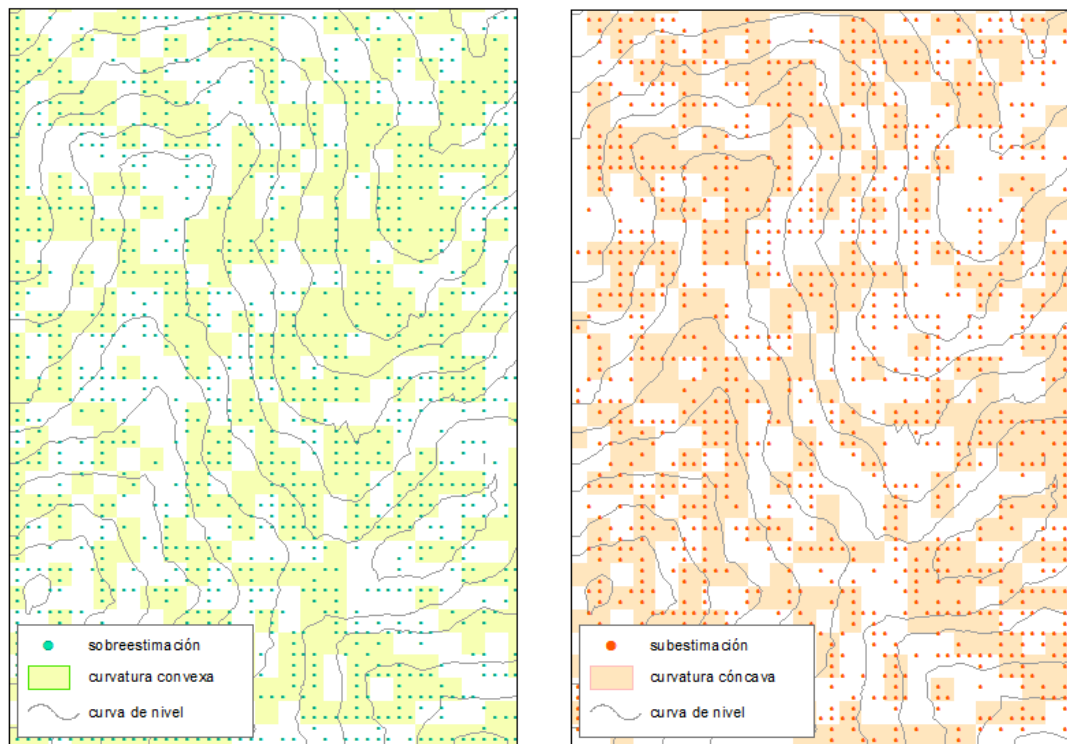 sobreestimación
curvatura convexa
curva de nivel
subestimación
curvatura cóncava
curva de nivel